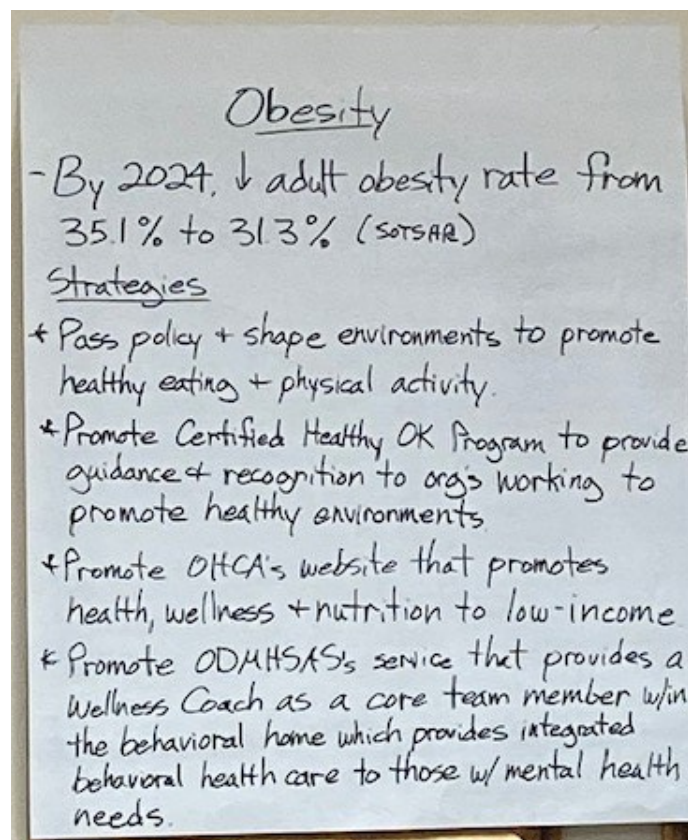 Obesity
- By 2024, ↓ adult obesity rate from
35.1% to 31.3% (SOTSHR)
Strategies
* Pass policy + shape environments to promote
healthy eating + physical activity.
* Promote Certified Healthy OK Program to provide
guidance + recognition to org's working to
promote healthy environments
* Promote OHCA's website that promotes
health, wellness + nutrition to low-income
* Promote ODMHSAS's service that provides a
Wellness Coach as a core team member w/in
the behavioral home which provides integrated
behavioral health care to those w/ mental health
needs.